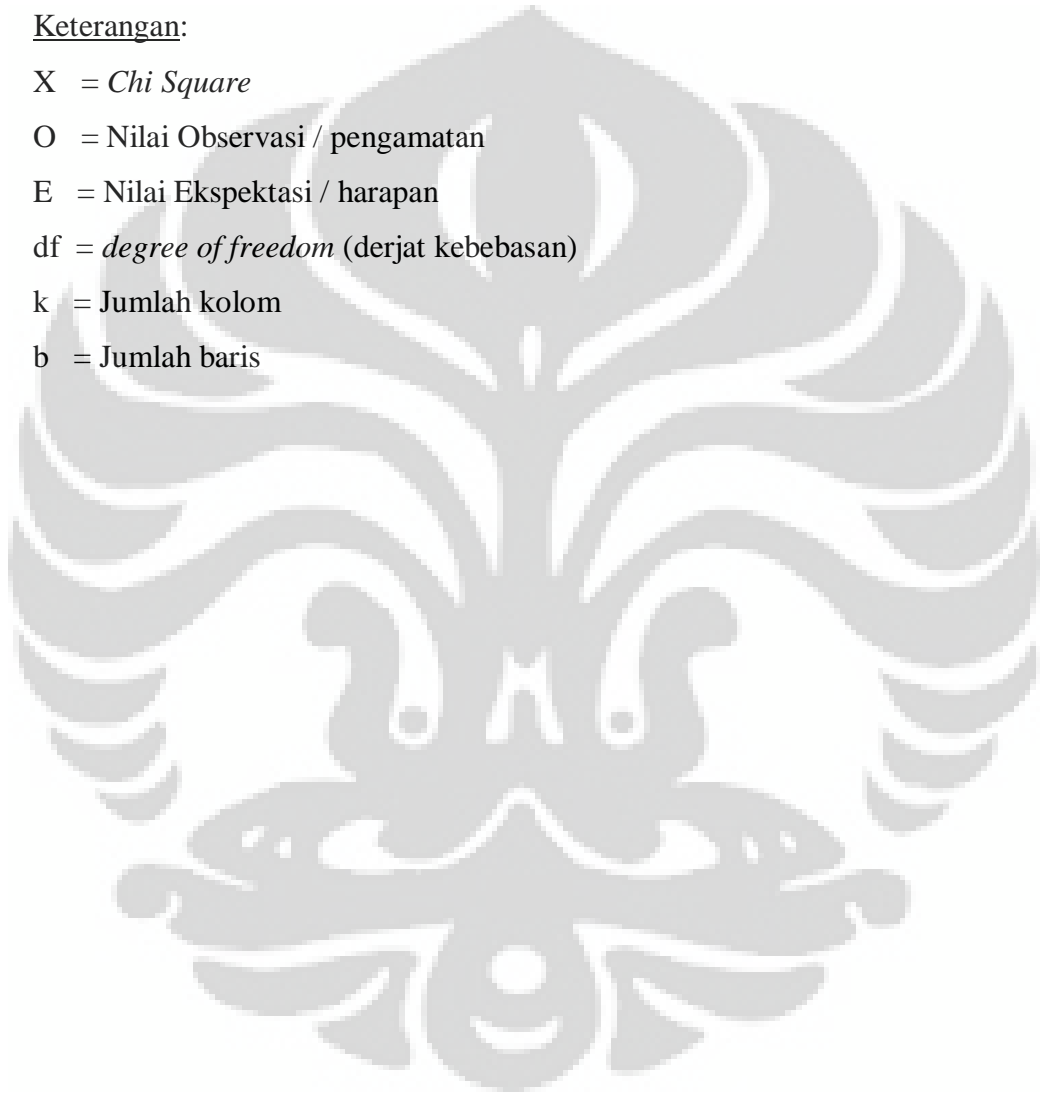 Keterangan:
X = Chi Square
O = Nilai Observasi / pengamatan
E = Nilai Ekspektasi / harapan
df = degree of freedom (derjat kebebasan)
k = Jumlah kolom
b = Jumlah baris